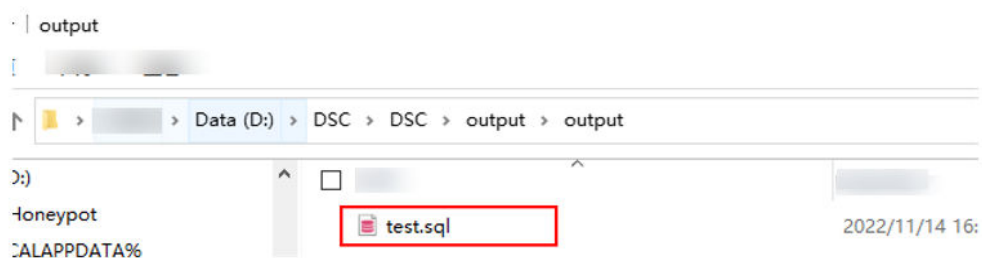 output
Data (D:) > DSC > DSC > output > output
D:)
Honeypot
CALAPPDATA%
test.sql
2022/11/14 16: